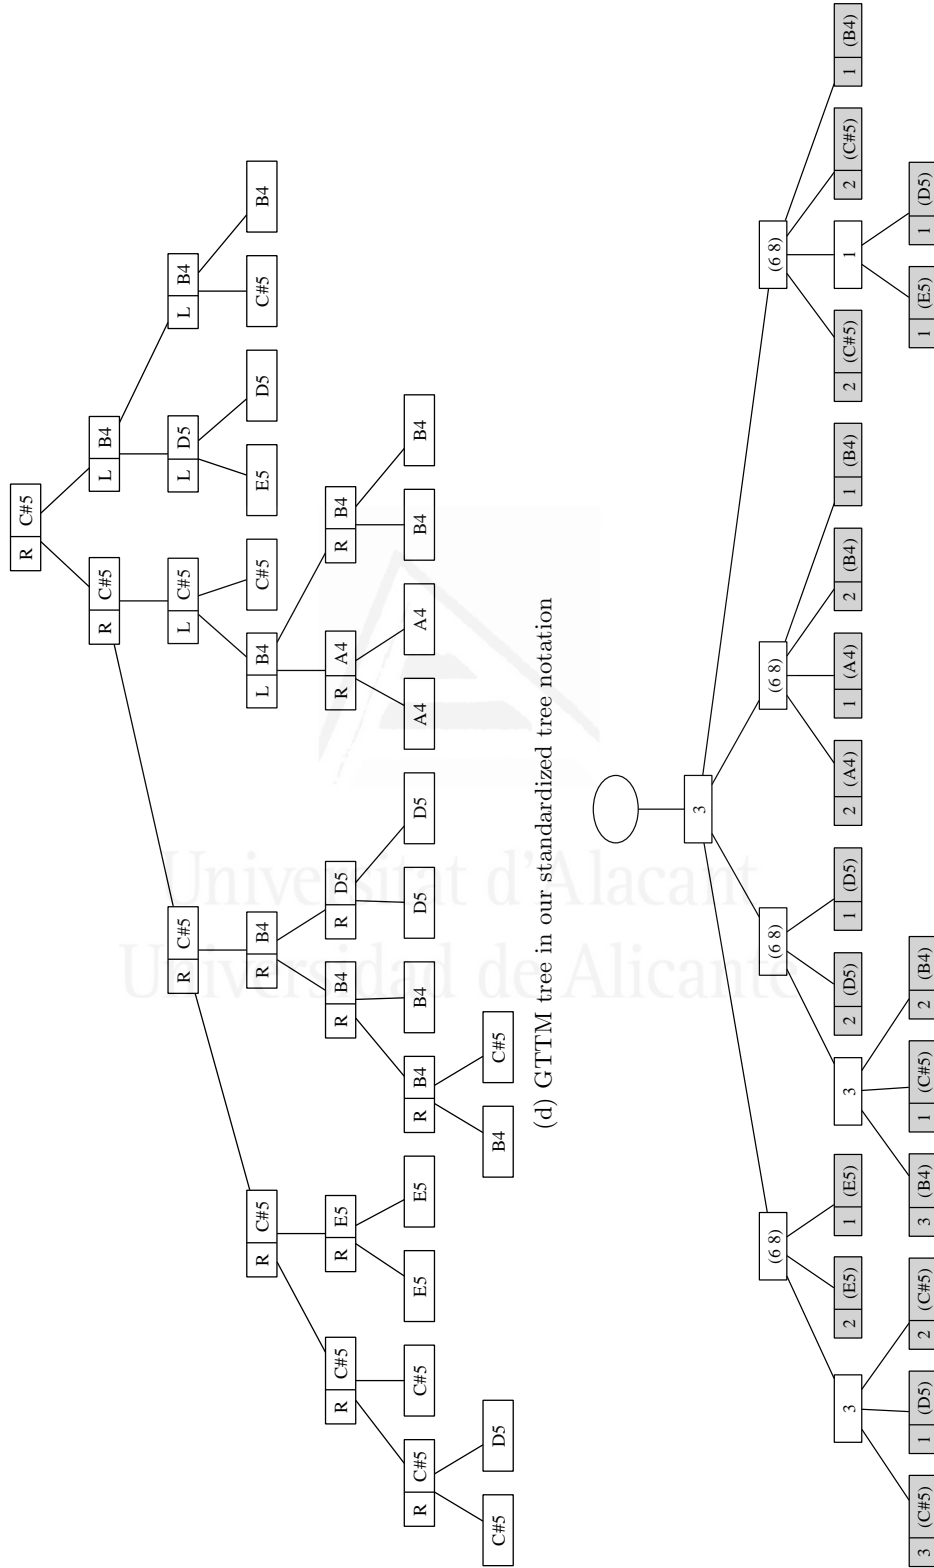 R C#5
R C#5 L B4
R C#5 L C#5 L D5 L B4
R C#5 R B4 L B4 C#5 E5 D5 C#5 B4
R C#5 R E5 R B4 R D5 R A4 R B4
R C#5 C#5 E5 E5 R B4 B4 D5 D5 A4 A4 B4 B4
C#5 D5 B4 C#5
(d) GTTM tree in our standardized tree notation
3
(6 8) (6 8) (6 8) (6 8)
3 2 (E5) 1 (E5) 3 2 (D5) 1 (D5) 2 (A4) 1 (A4) 2 (B4) 1 (B4) 2 (C#5) 1 2 (C#5) 1 (B4)
3 (C#5) 1 (D5) 2 (C#5) 3 (B4) 1 (C#5) 2 (B4) 1 (E5) 1 (D5)
Universitat d'Alacant
Universidad de Alicante